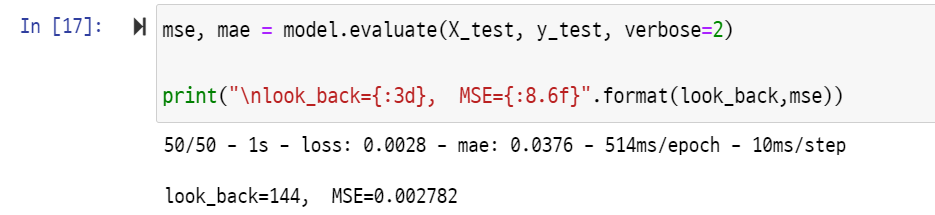 In [17]:
mse, mae = model.evaluate(X_test, y_test, verbose=2)
print("\nlook_back={:3d},  MSE={:8.6f}".format(look_back,mse))
50/50 - 1s - loss: 0.0028 - mae: 0.0376 - 514ms/epoch - 10ms/step
look_back=144,  MSE=0.002782